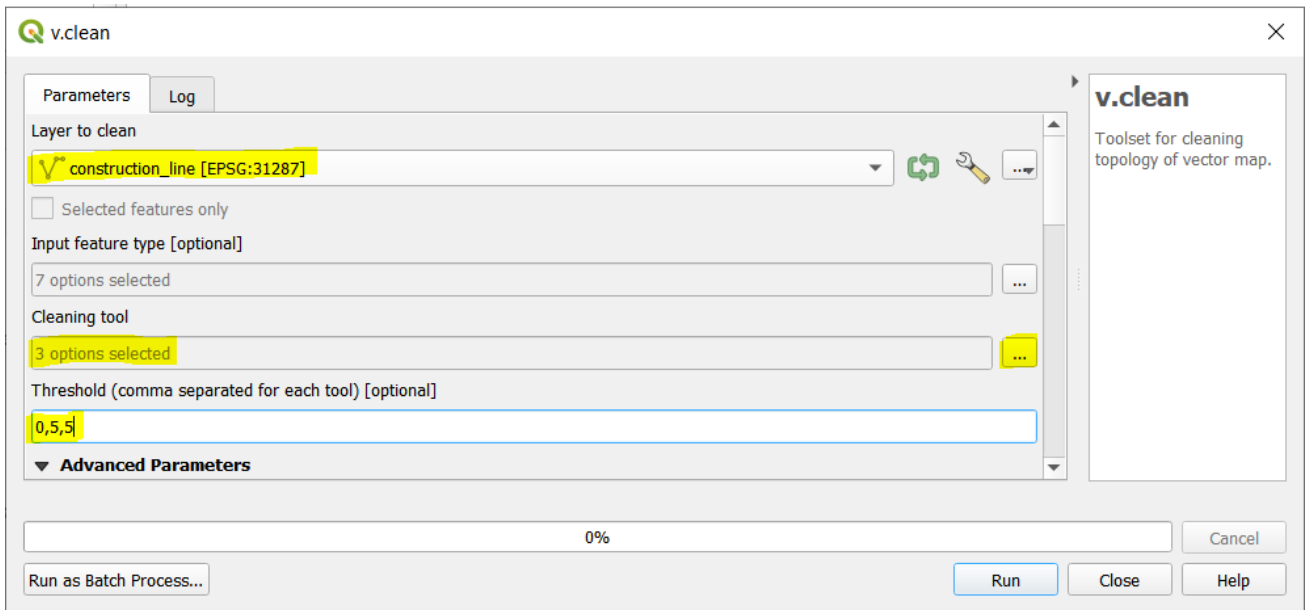 v.clean
Parameters
Log
Layer to clean
construction_line [EPSG:31287]
...
Selected features only
Input feature type [optional]
7 options selected
...
Cleaning tool
3 options selected
...
Threshold (comma separated for each tool) [optional]
0,5,5
Advanced Parameters
v.clean
Toolset for cleaning
topology of vector map.
0%
Cancel
Run as Batch Process...
Run
Close
Help